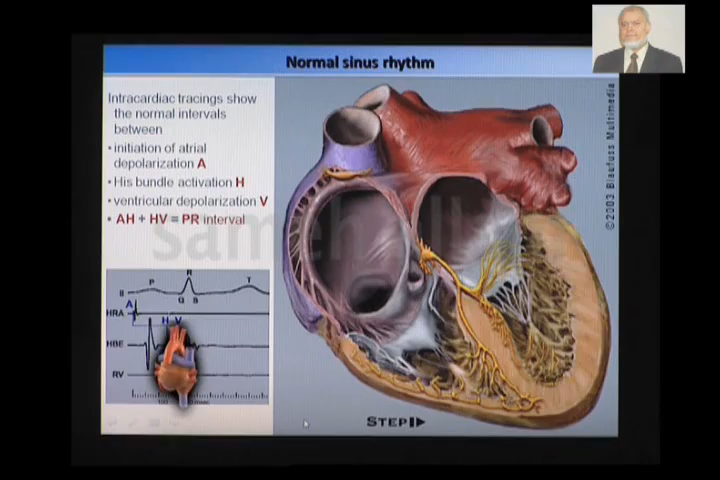 Normal sinus rhythm
Intracardiac tracings show
the normal intervals
between
• initiation of atrial
depolarization A
• His bundle activation H
• ventricular depolarization V
• AH + HV = PR interval
P
R
T
II
Q S
A
HRA
H V
HBE
RV
STEP
©2003 Blaufuss Multimedia